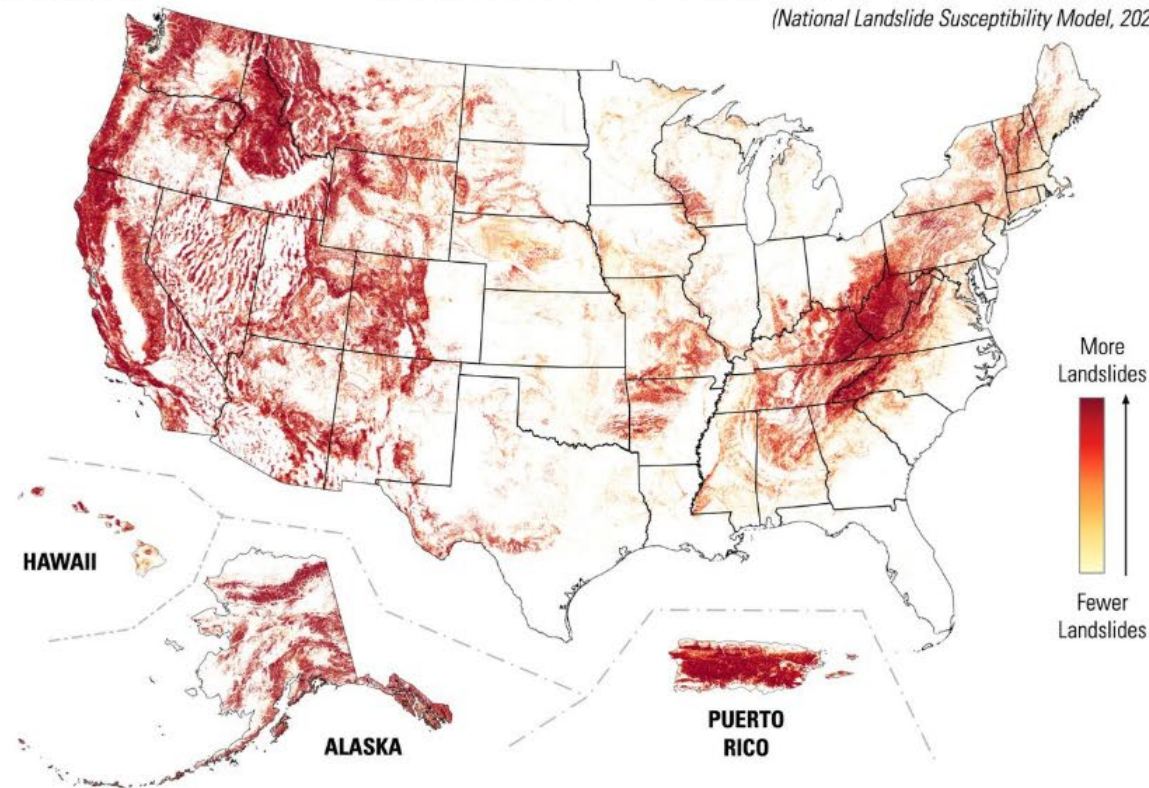 (National Landslide Susceptibility Model, 202
More
Landslides
Fewer
Landslides
HAWAII
ALASKA
PUERTO
RICO